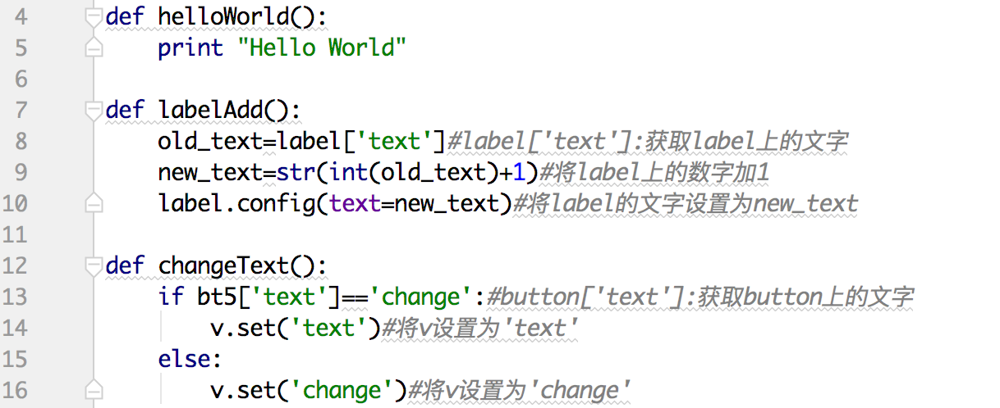 4 def helloWorld():
5     print "Hello World"
6
7 def labelAdd():
8     old_text=label['text']#label['text']:获取label上的文字
9     new_text=str(int(old_text)+1)#将label上的数字加1
10     label.config(text=new_text)#将label的文字设置为new_text
11
12 def changeText():
13     if bt5['text']=='change':#button['text']:获取button上的文字
14         v.set('text')#将v设置为'text'
15     else:
16         v.set('change')#将v设置为'change'